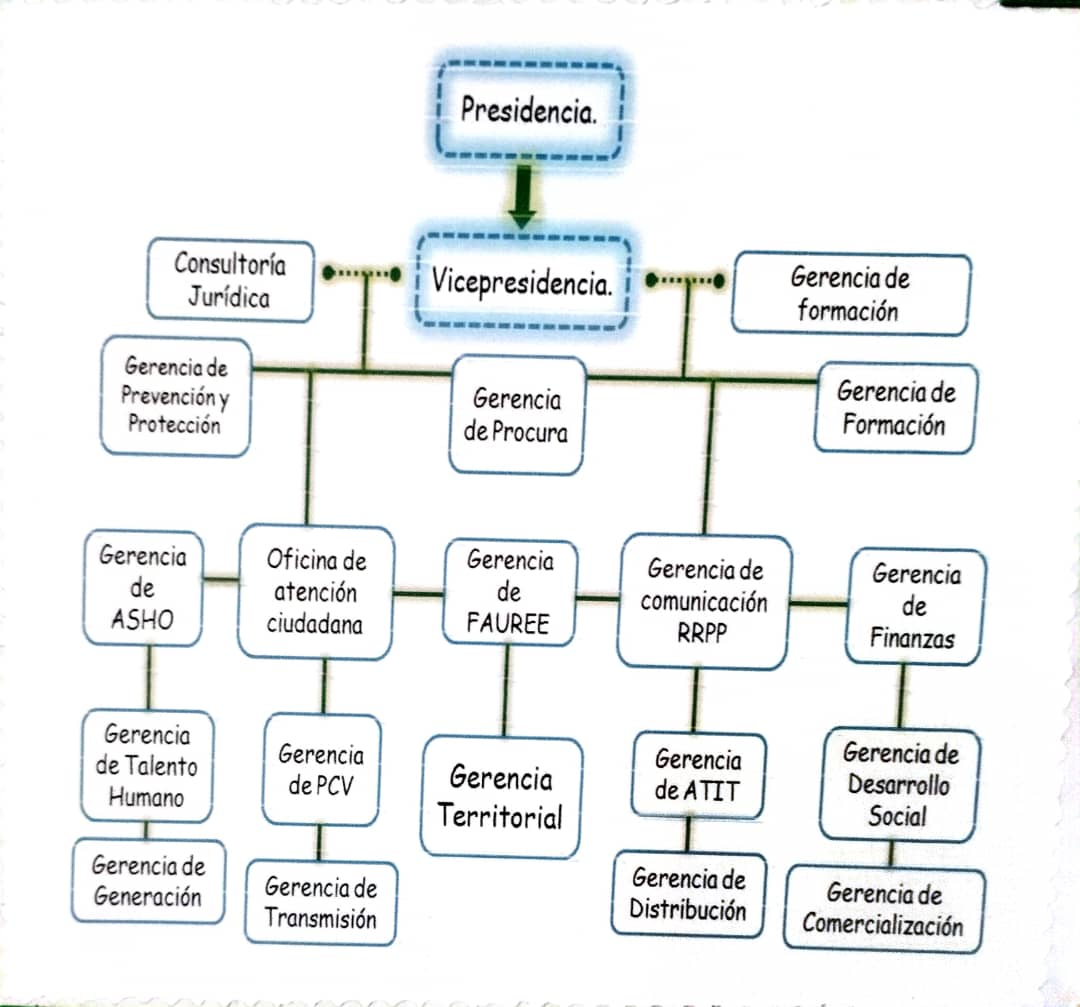 Presidencia.
Vicepresidencia.
Consultoría
Jurídica
Gerencia de
formación
Gerencia de
Prevención y
Protección
Gerencia
de Procura
Gerencia de
Formación
Gerencia
de
ASHO
Oficina de
atención
ciudadana
Gerencia
de
FAUREE
Gerencia de
comunicación
RRPP
Gerencia
de
Finanzas
Gerencia
de Talento
Humano
Gerencia
de PCV
Gerencia
Territorial
Gerencia
de ATIT
Gerencia de
Desarrollo
Social
Gerencia de
Generación
Gerencia de
Transmisión
Gerencia de
Distribución
Gerencia de
Comercialización